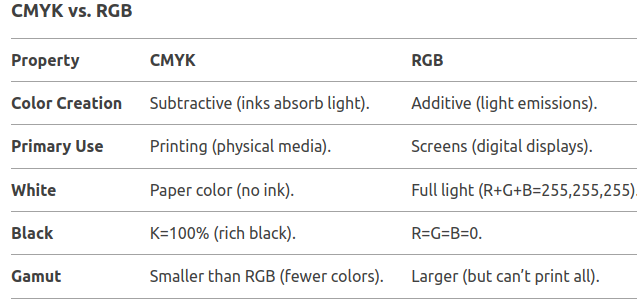 CMYK vs. RGB
Property CMYK RGB
Color Creation Subtractive (inks absorb light). Additive (light emissions).
Primary Use Printing (physical media). Screens (digital displays).
White Paper color (no ink). Full light (R+G+B=255,255,255).
Black K=100% (rich black). R=G=B=0.
Gamut Smaller than RGB (fewer colors). Larger (but can’t print all).